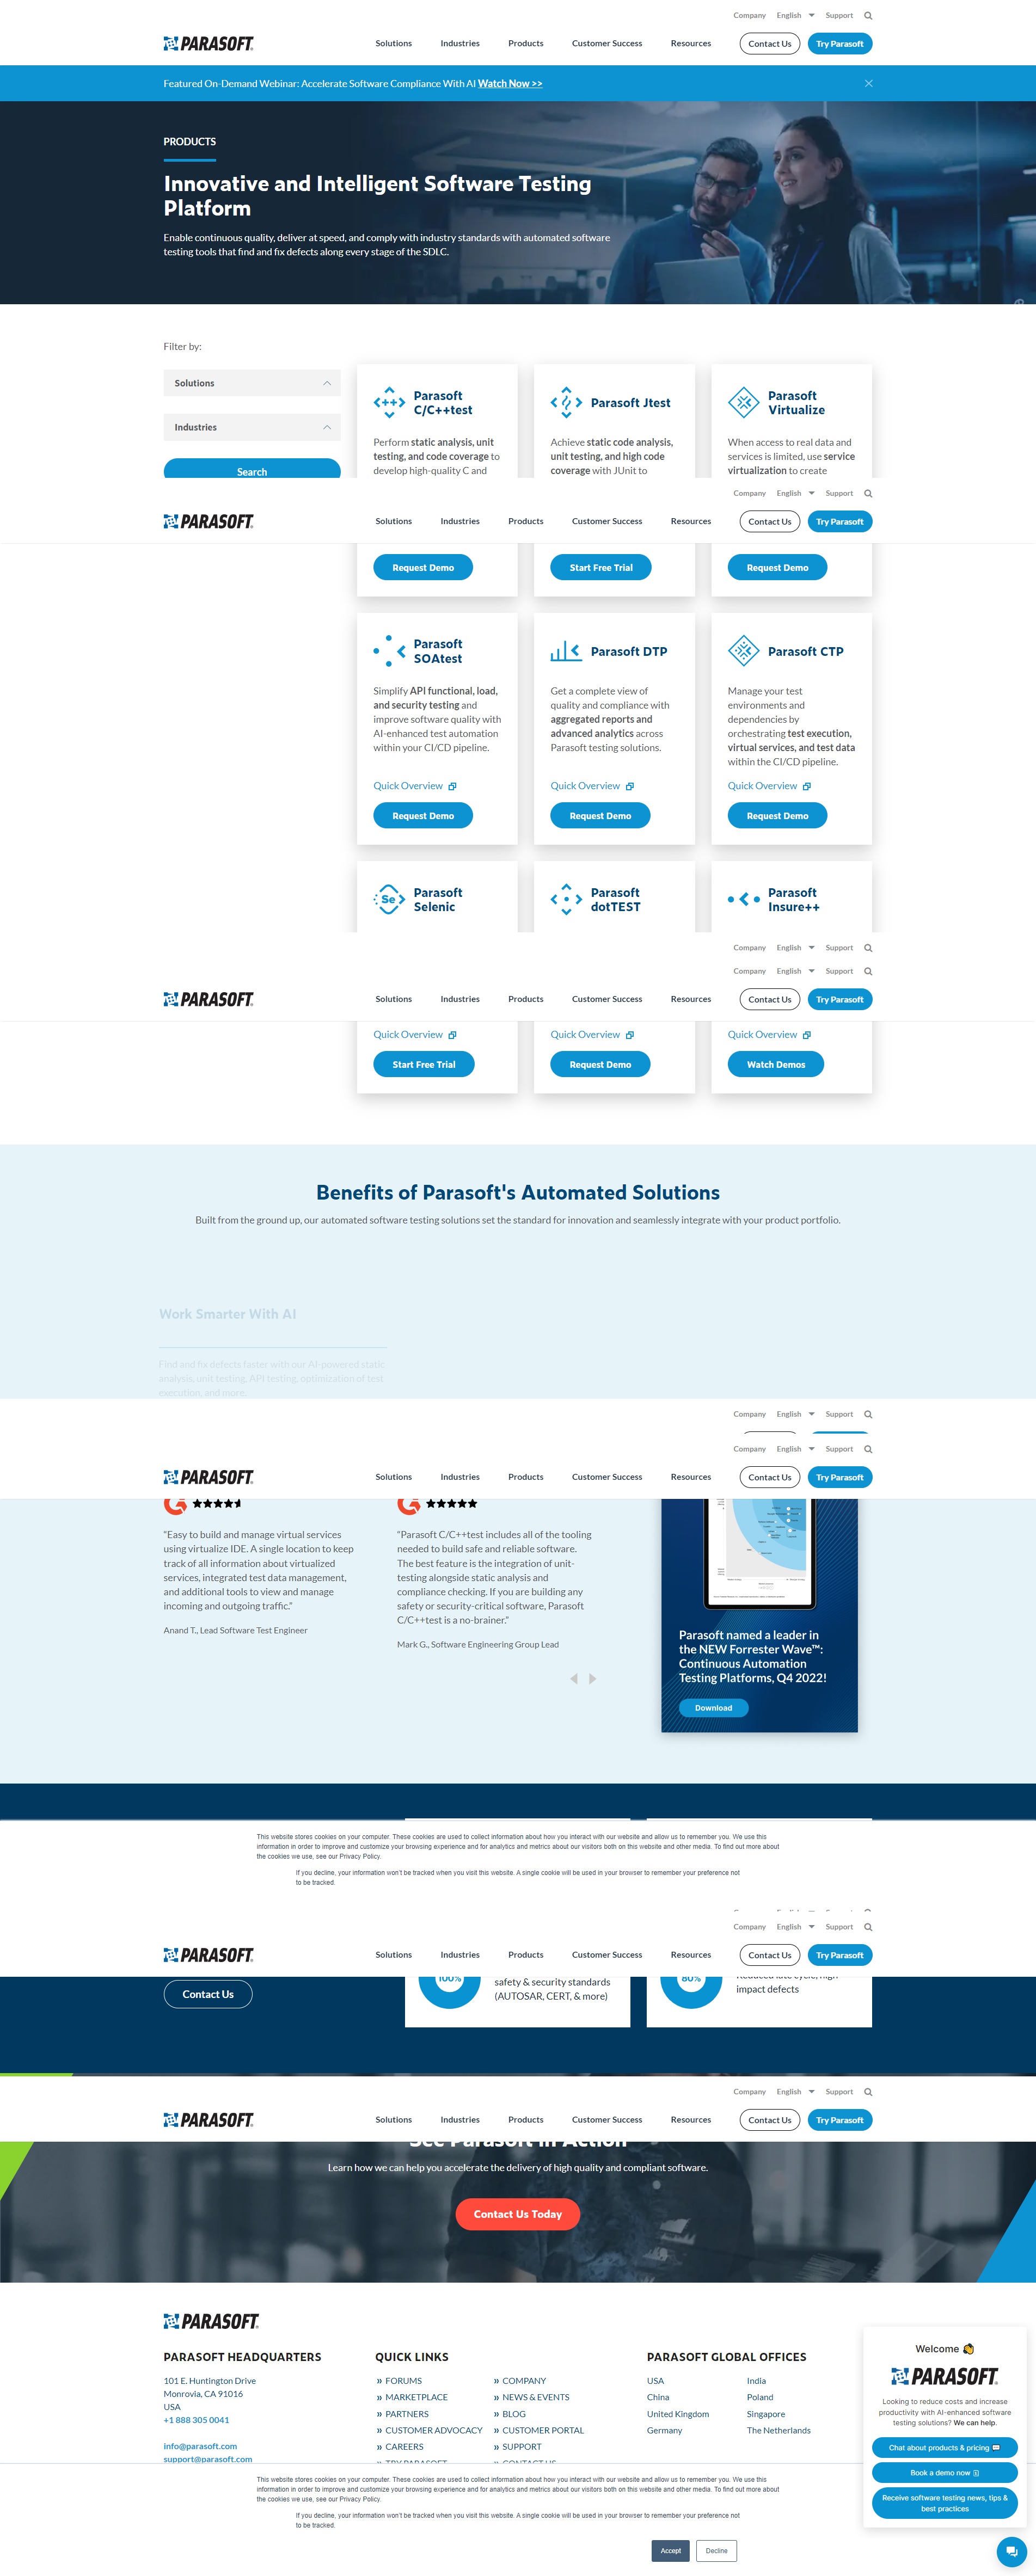 Company English Support
PARASOFT Solutions Industries Products Customer Success Resources Contact Us Try Parasoft
Featured On-Demand Webinar: Accelerate Software Compliance With AI Watch Now >>
PRODUCTS
Innovative and Intelligent Software Testing
Platform
Enable continuous quality, deliver at speed, and comply with industry standards with automated software
testing tools that find and fix defects along every stage of the SDLC.
Filter by:
Solutions
Industries
Search
Parasoft
C/C++test
Perform static analysis, unit
testing, and code coverage to
develop high-quality C and
Parasoft Jtest
Achieve static code analysis,
unit testing, and high code
coverage with JUnit to
Parasoft
Virtualize
When access to real data and
services is limited, use service
virtualization to create
Company English Support
PARASOFT Solutions Industries Products Customer Success Resources Contact Us Try Parasoft
Request Demo
Start Free Trial
Request Demo
Parasoft
SOAtest
Simplify API functional, load,
and security testing and
improve software quality with
AI-enhanced test automation
within your CI/CD pipeline.
Quick Overview
Request Demo
Parasoft DTP
Get a complete view of
quality and compliance with
aggregated reports and
advanced analytics across
Parasoft testing solutions.
Quick Overview
Request Demo
Parasoft CTP
Manage your test
environments and
dependencies by
orchestrating test execution,
virtual services, and test data
within the CI/CD pipeline.
Quick Overview
Request Demo
Se
Parasoft
Selenic
Parasoft
dotTEST
Parasoft
Insure++
Company English Support
Company English Support
PARASOFT Solutions Industries Products Customer Success Resources Contact Us Try Parasoft
Quick Overview
Start Free Trial
Quick Overview
Request Demo
Quick Overview
Watch Demos
Benefits of Parasoft's Automated Solutions
Built from the ground up, our automated software testing solutions set the standard for innovation and seamlessly integrate with your product portfolio.
Work Smarter With AI
Find and fix defects faster with our AI-powered static
analysis, unit testing, API testing, optimization of test
execution, and more.
Company English Support
Company English Support
PARASOFT Solutions Industries Products Customer Success Resources Contact Us Try Parasoft
"Easy to build and manage virtual services
using virtualize IDE. A single location to keep
track of all information about virtualized
services, integrated test data management,
and additional tools to view and manage
incoming and outgoing traffic."
Anand T., Lead Software Test Engineer
"Parasoft C/C++test includes all of the tooling
needed to build safe and reliable software.
The best feature is the integration of unit-
testing alongside static analysis and
compliance checking. If you are building any
safety or security-critical software, Parasoft
C/C++test is a no-brainer."
Mark G., Software Engineering Group Lead
Parasoft named a leader in
the NEW Forrester Wave™:
Continuous Automation
Testing Platforms, Q4 2022!
Download
This website stores cookies on your computer. These cookies are used to collect information about how you interact with our website and allow us to remember you. We use this
information in order to improve and customize your browsing experience and for analytics and metrics about our visitors both on this website and other media. To find out more about
the cookies we use, see our Privacy Policy.
If you decline, your information won't be tracked when you visit this website. A single cookie will be used in your browser to remember your preference not
to be tracked.
Company English Support
PARASOFT Solutions Industries Products Customer Success Resources Contact Us Try Parasoft
Contact Us
100%
safety & security standards
(AUTOSAR, CERT, & more)
80%
Reduced late cycle, high
impact defects
Company English Support
PARASOFT Solutions Industries Products Customer Success Resources Contact Us Try Parasoft
See Parasoft in Action
Learn how we can help you accelerate the delivery of high quality and compliant software.
Contact Us Today
PARASOFT
PARASOFT HEADQUARTERS
101 E. Huntington Drive
Monrovia, CA 91016
USA
+1 888 305 0041
info@parasoft.com
support@parasoft.com
QUICK LINKS
» FORUMS
» MARKETPLACE
» PARTNERS
» CUSTOMER ADVOCACY
» CAREERS
» TRY PARASOFT
» COMPANY
» NEWS & EVENTS
» BLOG
» CUSTOMER PORTAL
» SUPPORT
» CONTACT US
PARASOFT GLOBAL OFFICES
USA
China
United Kingdom
Germany
India
Poland
Singapore
The Netherlands
Welcome
PARASOFT
Looking to reduce costs and increase
productivity with AI-enhanced software
testing solutions? We can help.
Chat about products & pricing
Book a demo now
Receive software testing news, tips &
best practices
This website stores cookies on your computer. These cookies are used to collect information about how you interact with our website and allow us to remember you. We use this
information in order to improve and customize your browsing experience and for analytics and metrics about our visitors both on this website and other media. To find out more about
the cookies we use, see our Privacy Policy.
If you decline, your information won't be tracked when you visit this website. A single cookie will be used in your browser to remember your preference not
to be tracked.
Accept
Decline